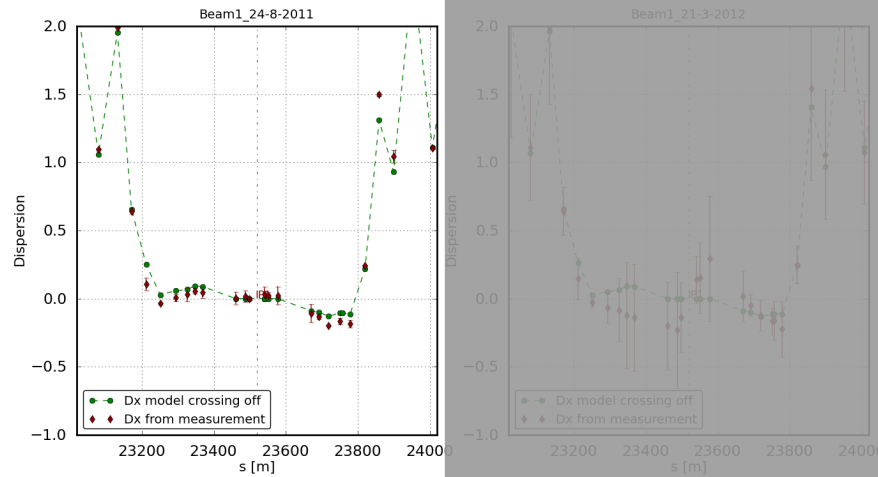 Beam1_24-8-2011
2.0
1.5
1.0
0.5
0.0
−0.5
−1.0
Dispersion
Dx model crossing off
Dx from measurement
23200 23400 23600 23800 24000
s [m]
Beam1_21-3-2012
2.0
1.5
1.0
0.5
0.0
−0.5
−1.0
Dispersion
Dx model crossing off
Dx from measurement
23200 23400 23600 23800 24000
s [m]